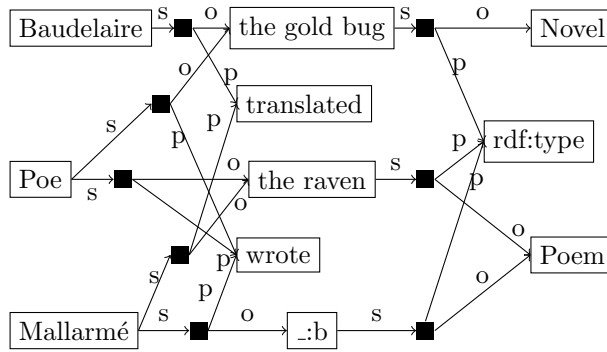 s o s o
Baudelaire the gold bug Novel
o p p
translated
s p p
p p rdf:type
Poe s o the raven s p
o o
wrote Poem
s p o
p
s o s
Mallarmé _:b